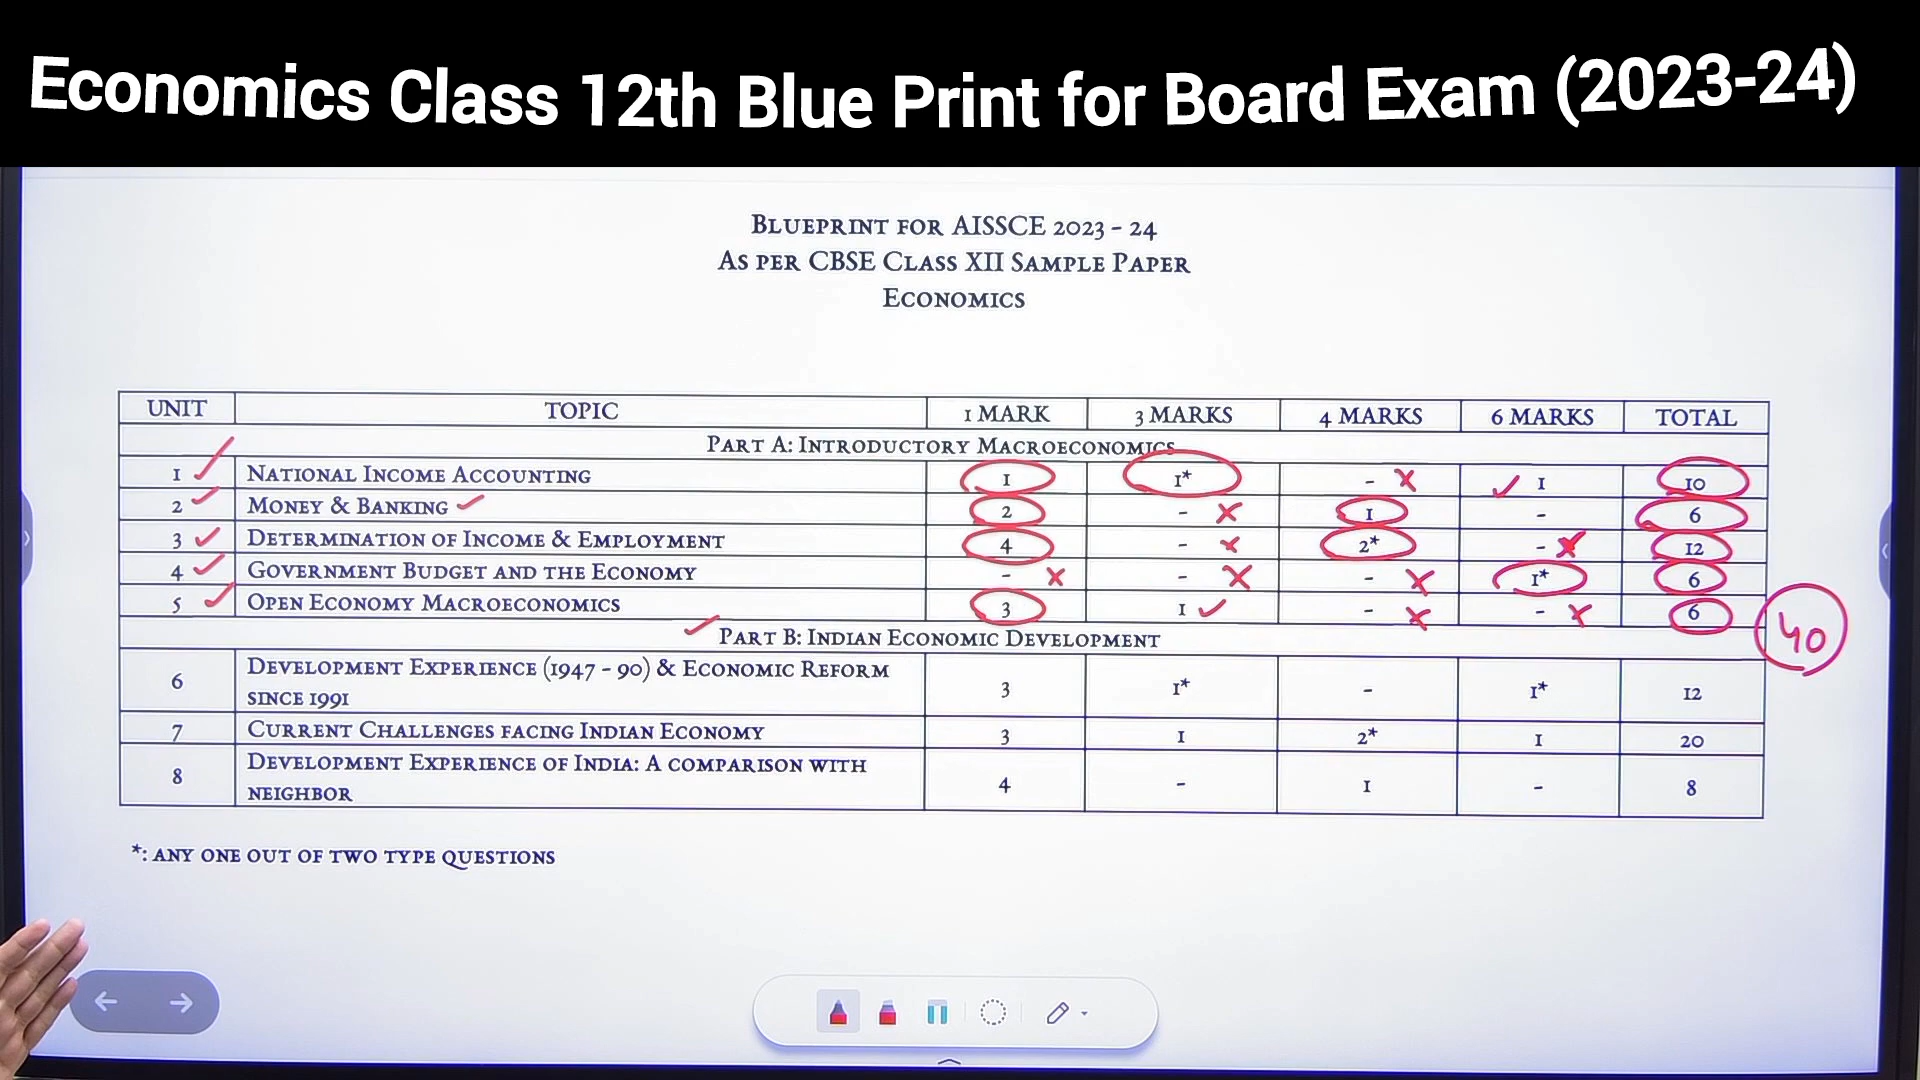 Economics Class 12th Blue Print for Board Exam (2023-24)
Blueprint for AISSCE 2023 - 24
As per CBSE Class XII Sample Paper
Economics
UNIT TOPIC 1 MARK 3 MARKS 4 MARKS 6 MARKS TOTAL
Part A: Introductory Macroeconomics
1 National Income Accounting 1 1* - 1 10
2 Money & Banking 2 - 1 - 6
3 Determination of Income & Employment 4 - 2* - 12
4 Government Budget and the Economy - - - 1* 6
5 Open Economy Macroeconomics 3 1 - - 6
40
Part B: Indian Economic Development
6 Development Experience (1947 - 90) & Economic Reform since 1991 3 1* - 1* 12
7 Current Challenges facing Indian Economy 3 1 2* 1 20
8 Development Experience of India: A comparison with neighbor 4 - 1 - 8
*: any one out of two type questions